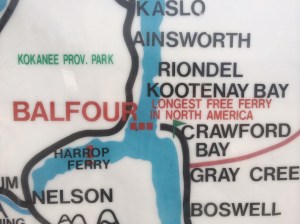 KASLO
AINSWORTH
KOKANEE PROV. PARK
RIONDEL
KOOTENAY BAY
BALFOUR
LONGEST FREE FERRY
IN NORTH AMERICA
CRAWFORD
BAY
HARROP
FERRY
GRAY CREE
NELSON
BOSWELL